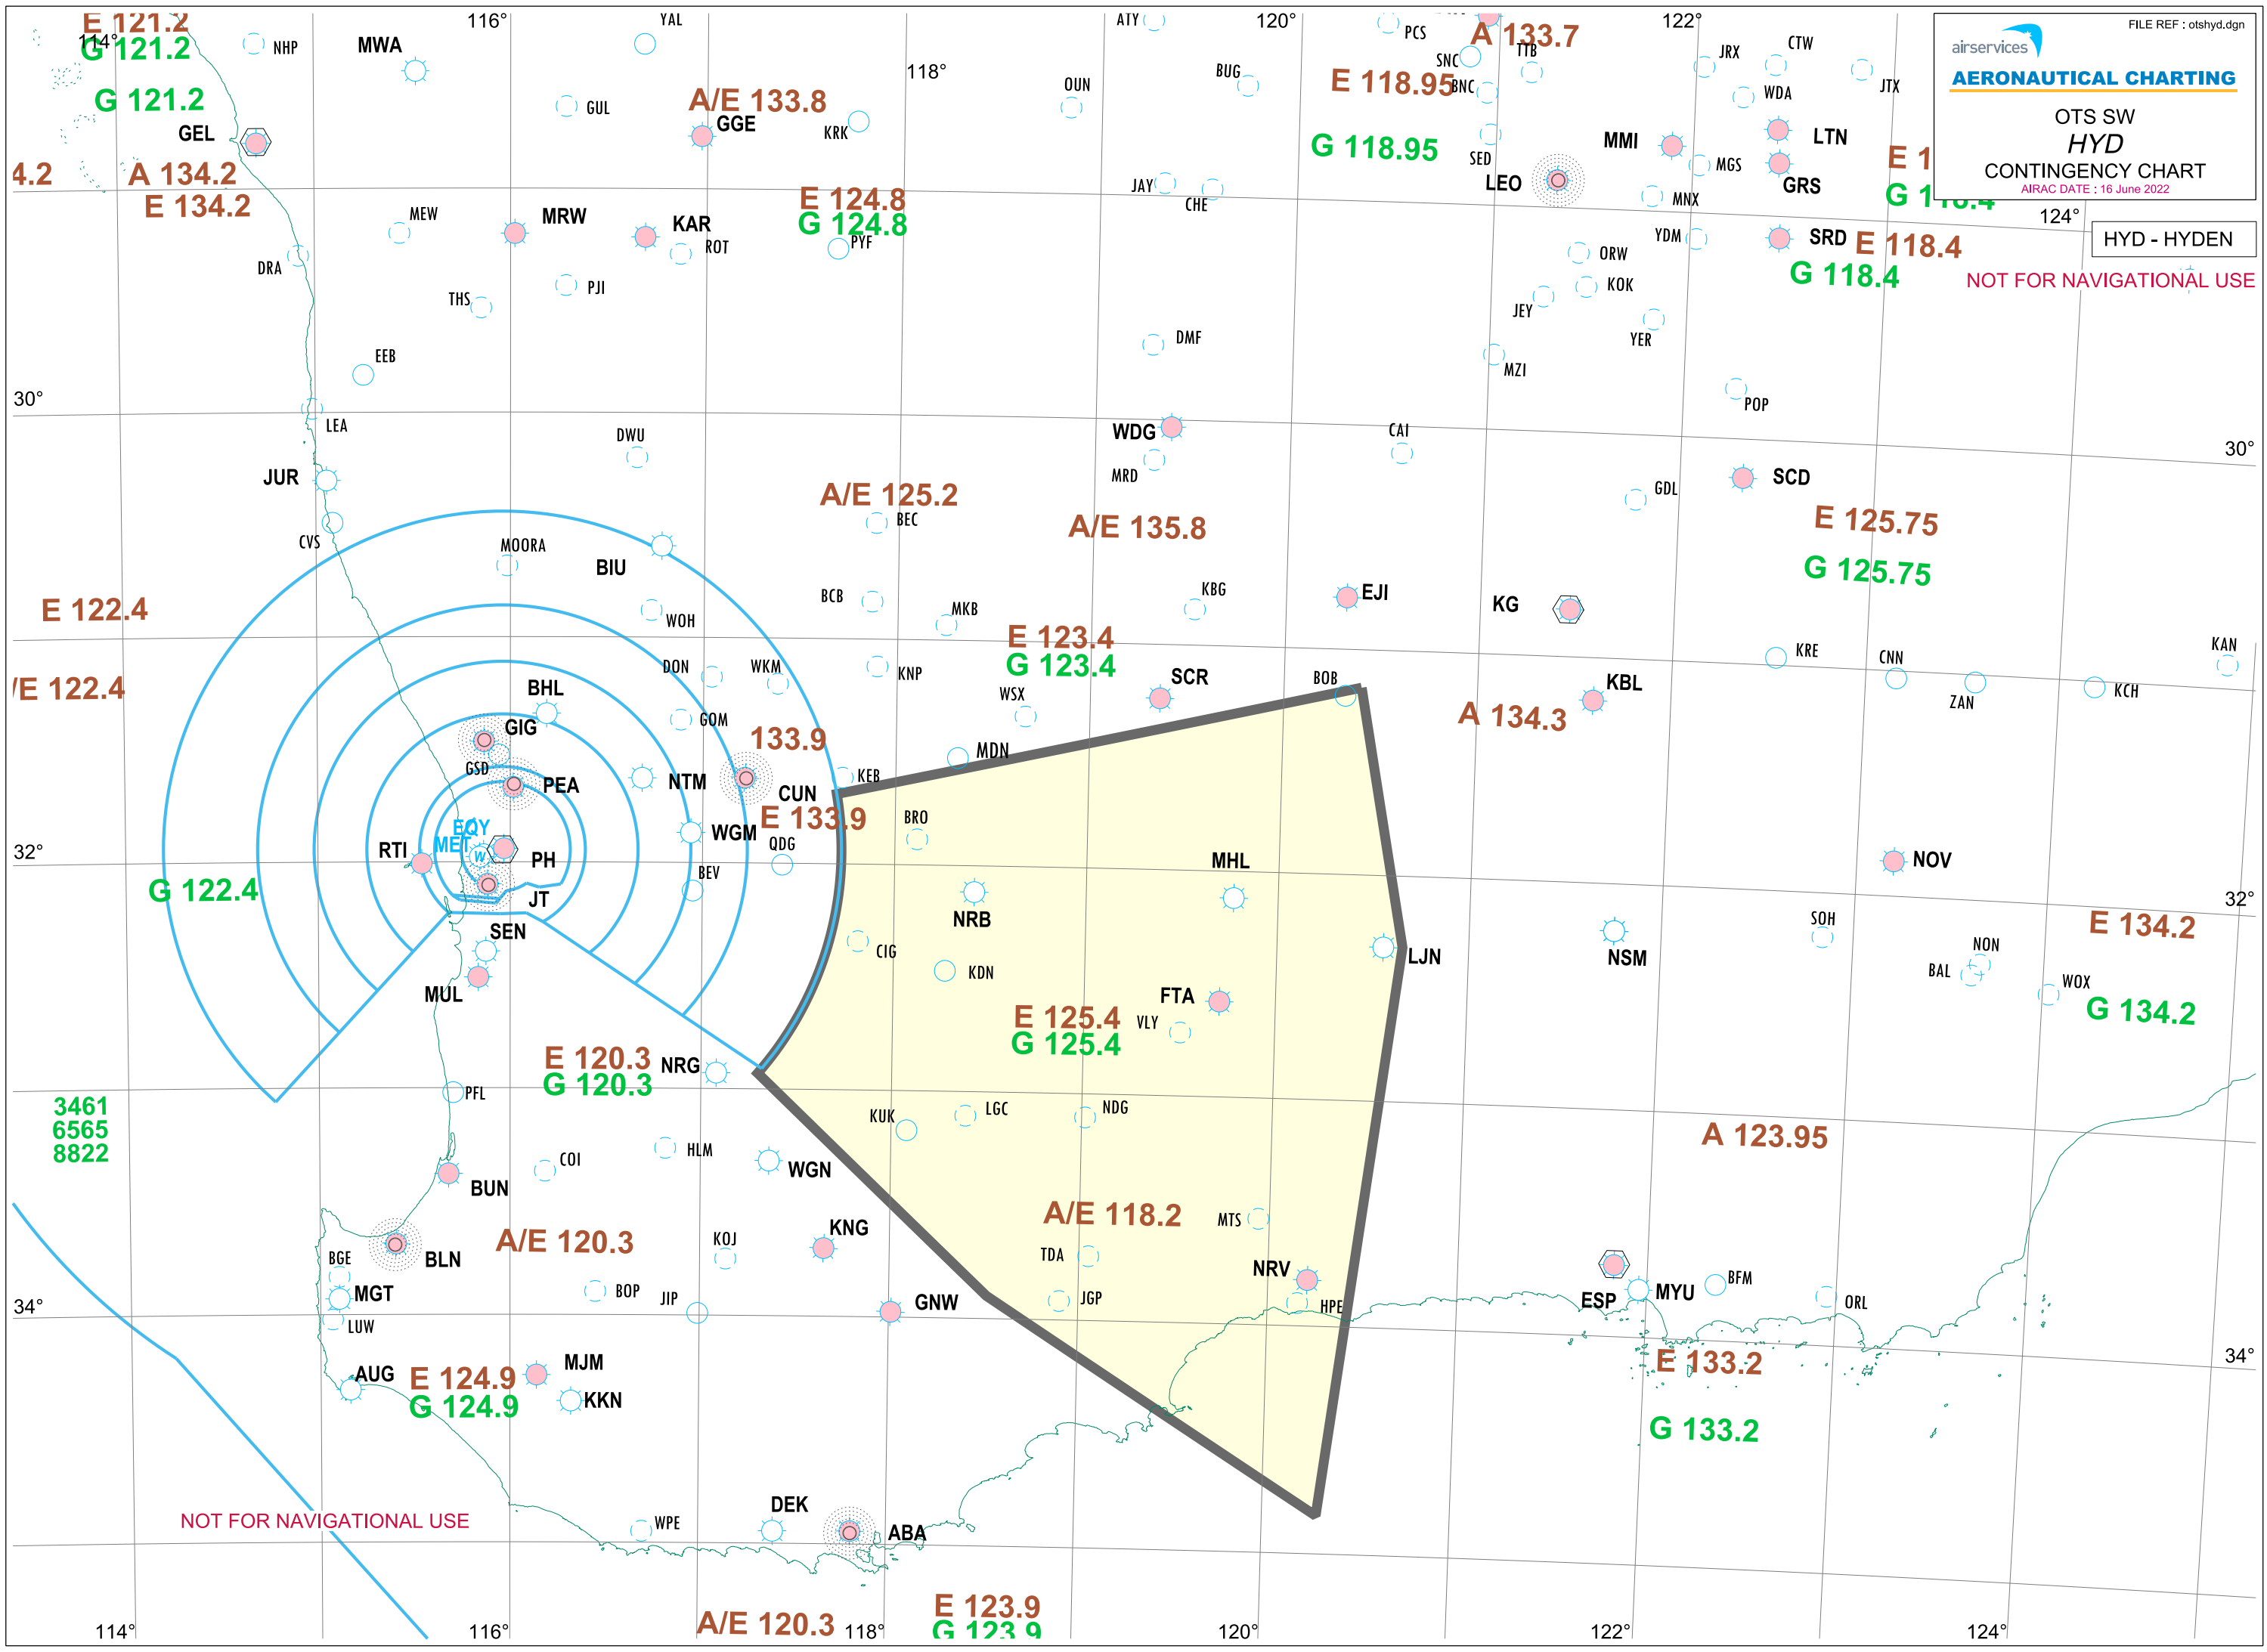 E 121.2
114°
G 121.2
NHP
MWA
116°
YAL
ATY
120°
PCS
A 133.7
122°
FILE REF : otshyd.dgn
airservices
AERONAUTICAL CHARTING
OTS SW
HYD
CONTINGENCY CHART
AIRAC DATE : 16 June 2022
HYD - HYDEN
NOT FOR NAVIGATIONAL USE
118°
OUN
BUG
SNC
TTB
BNC
E 118.95
JRX
CTW
WDA
JTX
G 121.2
GUL
A/E 133.8
GGE
KRK
G 118.95
SED
MMI
LTN
GEL
4.2
A 134.2
E 134.2
JAY
CHE
LEO
MGS
GRS
MNX
E 1
G 118.4
124°
MEW
MRW
KAR
E 124.8
G 124.8
PYF
ROT
YDM
SRD
E 118.4
G 118.4
DRA
THS
PJI
ORW
KOK
JEY
YER
EEB
DMF
MZI
POP
30°
LEA
DWU
WDG
MRD
CAI
30°
JUR
A/E 125.2
BEC
A/E 135.8
GDL
SCD
E 125.75
CVS
MOORA
BIU
G 125.75
E 122.4
WOH
BCB
MKB
KBG
EJI
KG
E 123.4
G 123.4
/E 122.4
DON
WKM
KNP
WSX
SCR
BOB
KBL
KRE
CNN
ZAN
KCH
KAN
BHL
GIG
GOM
133.9
A 134.3
GSD
PEA
NTM
CUN
KEB
MDN
E 133.9
EQY
MET
W
WGM
QDG
BRO
32°
RTI
PH
BEV
MHL
NOV
G 122.4
JT
NRB
32°
SEN
CIG
KDN
LJN
NSM
SOH
E 134.2
MUL
FTA
NON
BAL
WOX
E 125.4
G 125.4
VLY
G 134.2
E 120.3
G 120.3
NRG
PFL
3461
6565
8822
KUK
LGC
NDG
COI
HLM
A 123.95
BUN
WGN
A/E 118.2
MTS
A/E 120.3
KNG
KOJ
TDA
BLN
BGE
MGT
BOP
JIP
NRV
ESP
MYU
BFM
34°
LUW
GNW
JGP
HPE
ORL
AUG
E 124.9
G 124.9
MJM
KKN
E 133.2
34°
G 133.2
NOT FOR NAVIGATIONAL USE
WPE
DEK
ABA
114°
116°
A/E 120.3
118°
E 123.9
G 123.9
120°
122°
124°